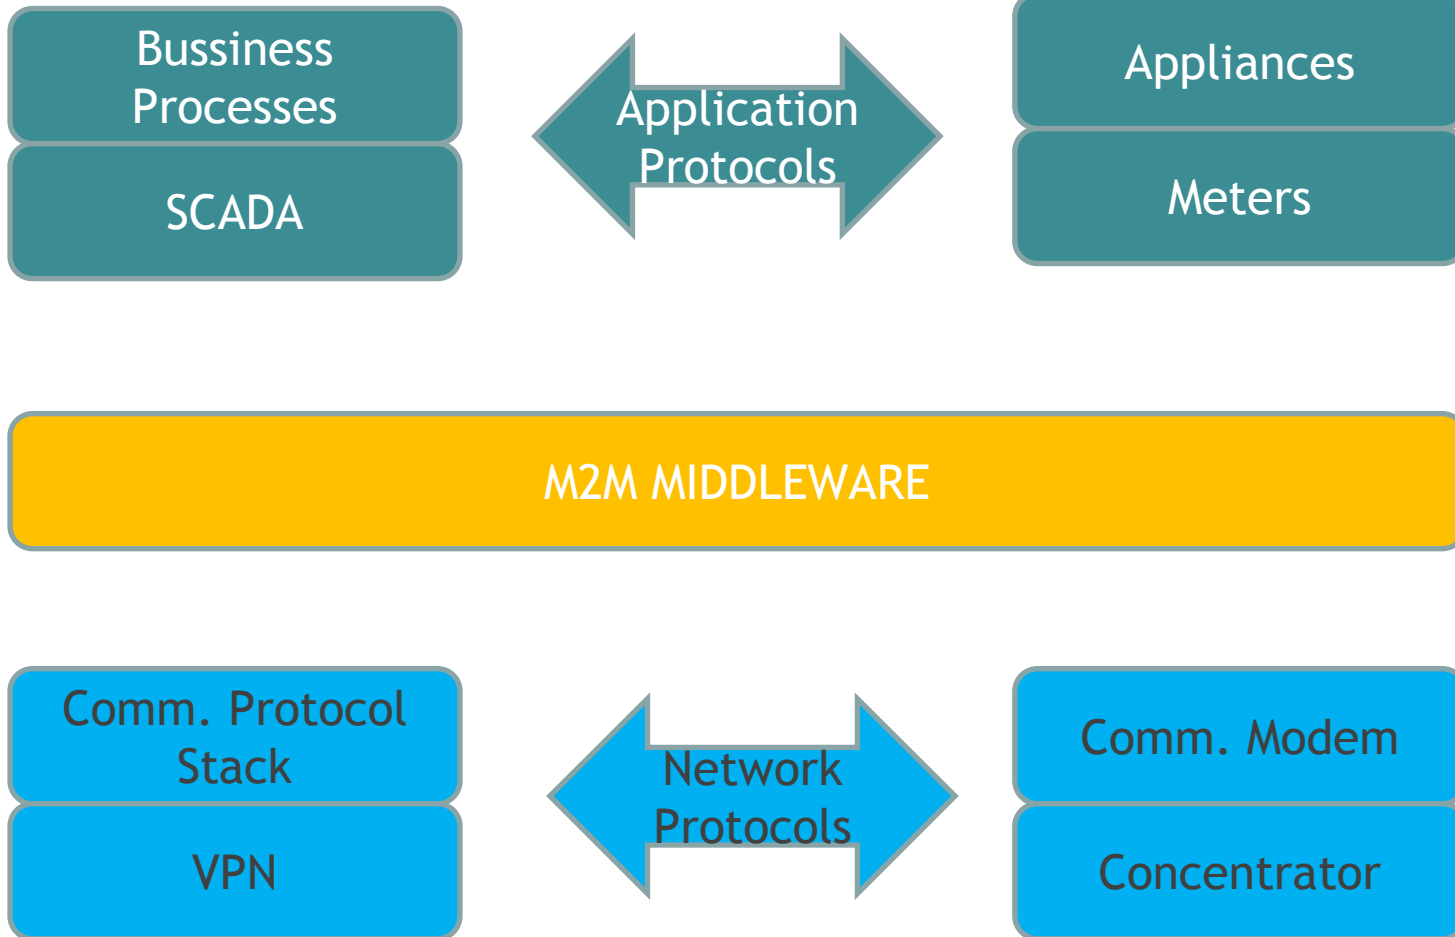 Bussiness
Processes
SCADA
Application
Protocols
Appliances
Meters
M2M MIDDLEWARE
Comm. Protocol
Stack
VPN
Network
Protocols
Comm. Modem
Concentrator